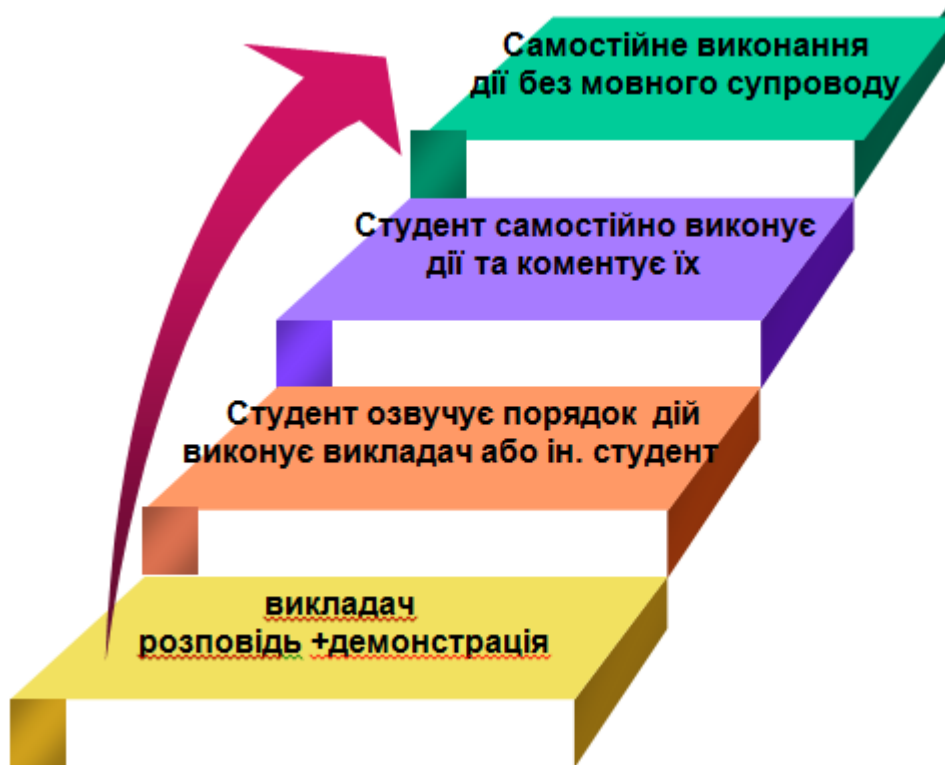 Самостійне виконання
дії без мовного супроводу
Студент самостійно виконує
дії та коментує їх
Студент озвучує порядок дій
виконує викладач або ін. студент
викладач
розповідь +демонстрація